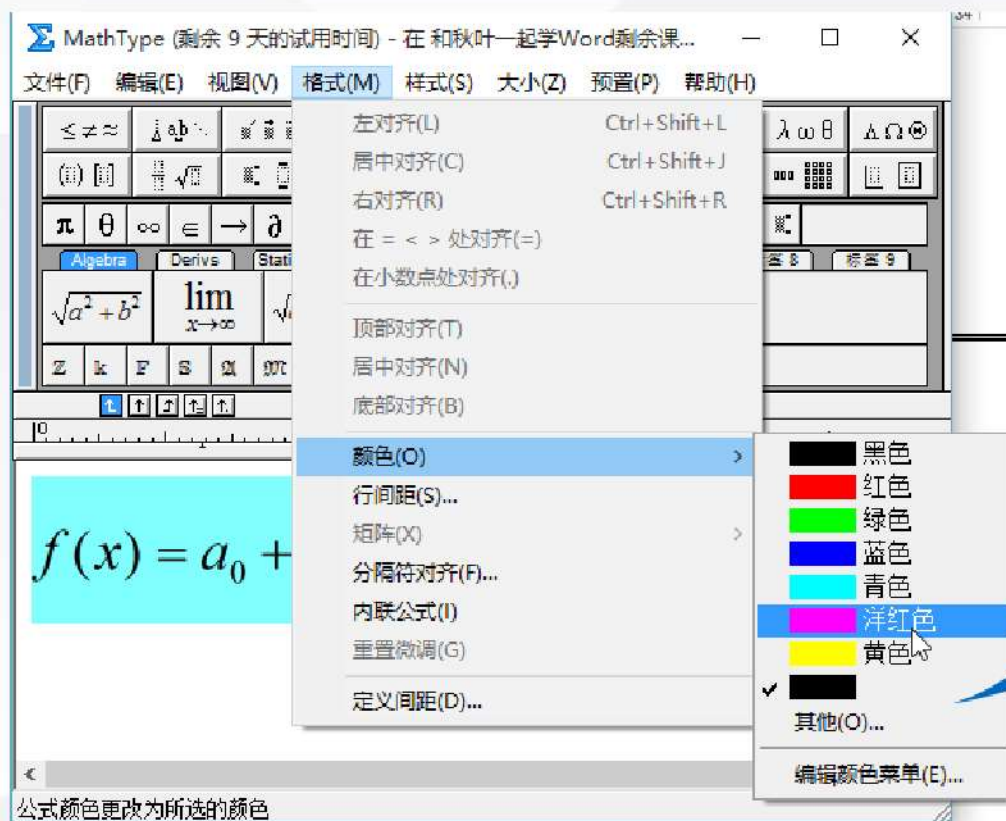 MathType (剩余 9 天的试用时间) - 在 和秋叶一起学Word剩余课...
文件(F) 编辑(E) 视图(V) 格式(M) 样式(S) 大小(Z) 预置(P) 帮助(H)
≤≠≈ λωθ ΛΩ⊗
π θ ∞ ∈ → ∂
Algebra Derivs Stati 签 8 标签 9
√a²+b² lim x→∞
Z k F S 𝔄 𝔐
0
f(x) = a₀ +
左对齐(L) Ctrl+Shift+L
居中对齐(C) Ctrl+Shift+J
右对齐(R) Ctrl+Shift+R
在 = < > 处对齐(=)
在小数点处对齐(.)
顶部对齐(T)
居中对齐(N)
底部对齐(B)
颜色(O)
行间距(S)...
矩阵(X)
分隔符对齐(F)...
内联公式(I)
重置微调(G)
定义间距(D)...
黑色
红色
绿色
蓝色
青色
洋红色
黄色
其他(O)...
编辑颜色菜单(E)...
公式颜色更改为所选的颜色